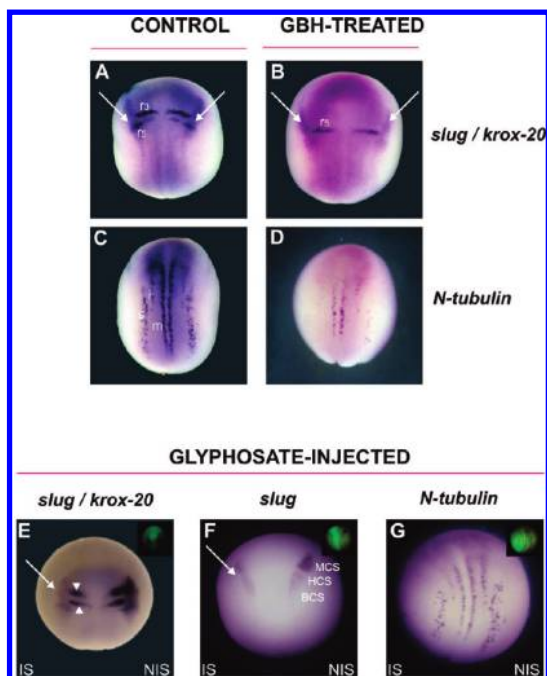 CONTROL GBH-TREATED
A B
r3
r5 r5
slug / krox-20
C D
i
s
m
N-tubulin
GLYPHOSATE-INJECTED
slug / krox-20 slug N-tubulin
E F G
MCS
HCS
BCS
IS NIS IS NIS IS NIS